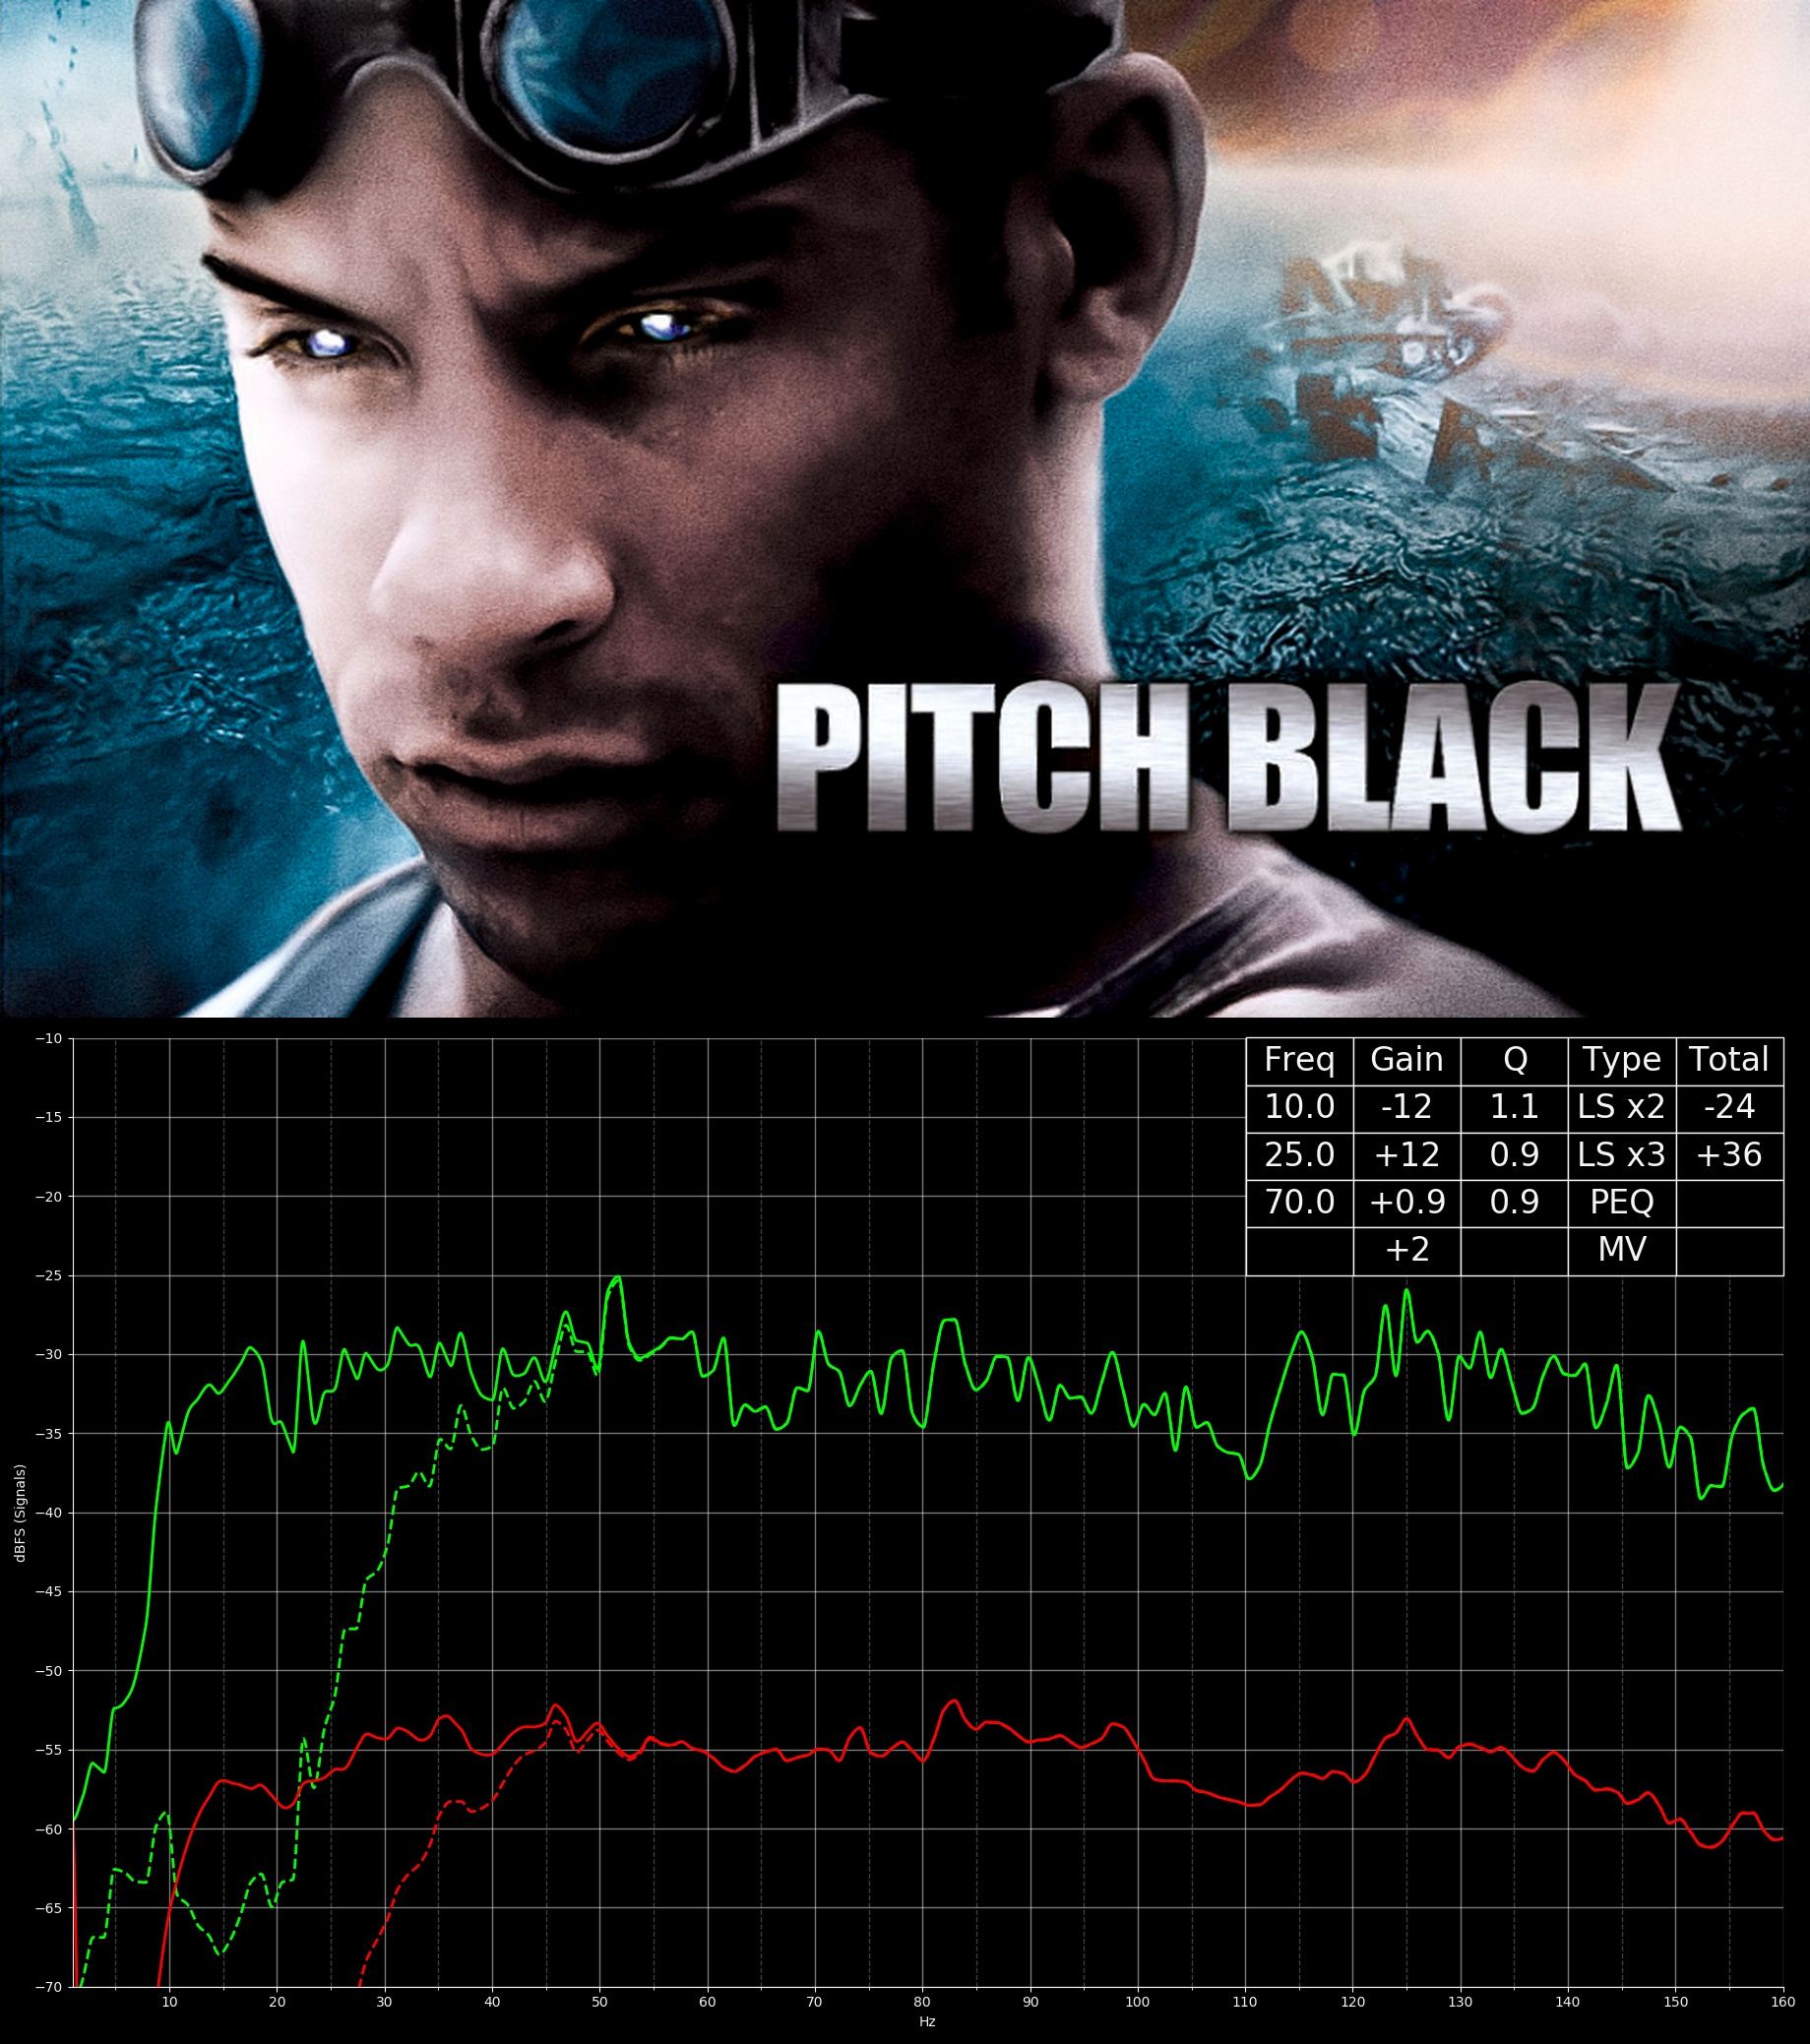 PITCH BLACK
Freq Gain Q Type Total
10.0 -12 1.1 LS x2 -24
25.0 +12 0.9 LS x3 +36
70.0 +0.9 0.9 PEQ
+2 MV
−10
−15
−20
−25
−30
−35
−40
−45
−50
−55
−60
−65
−70
dBFS (Signals)
10 20 30 40 50 60 70 80 90 100 110 120 130 140 150 160
Hz